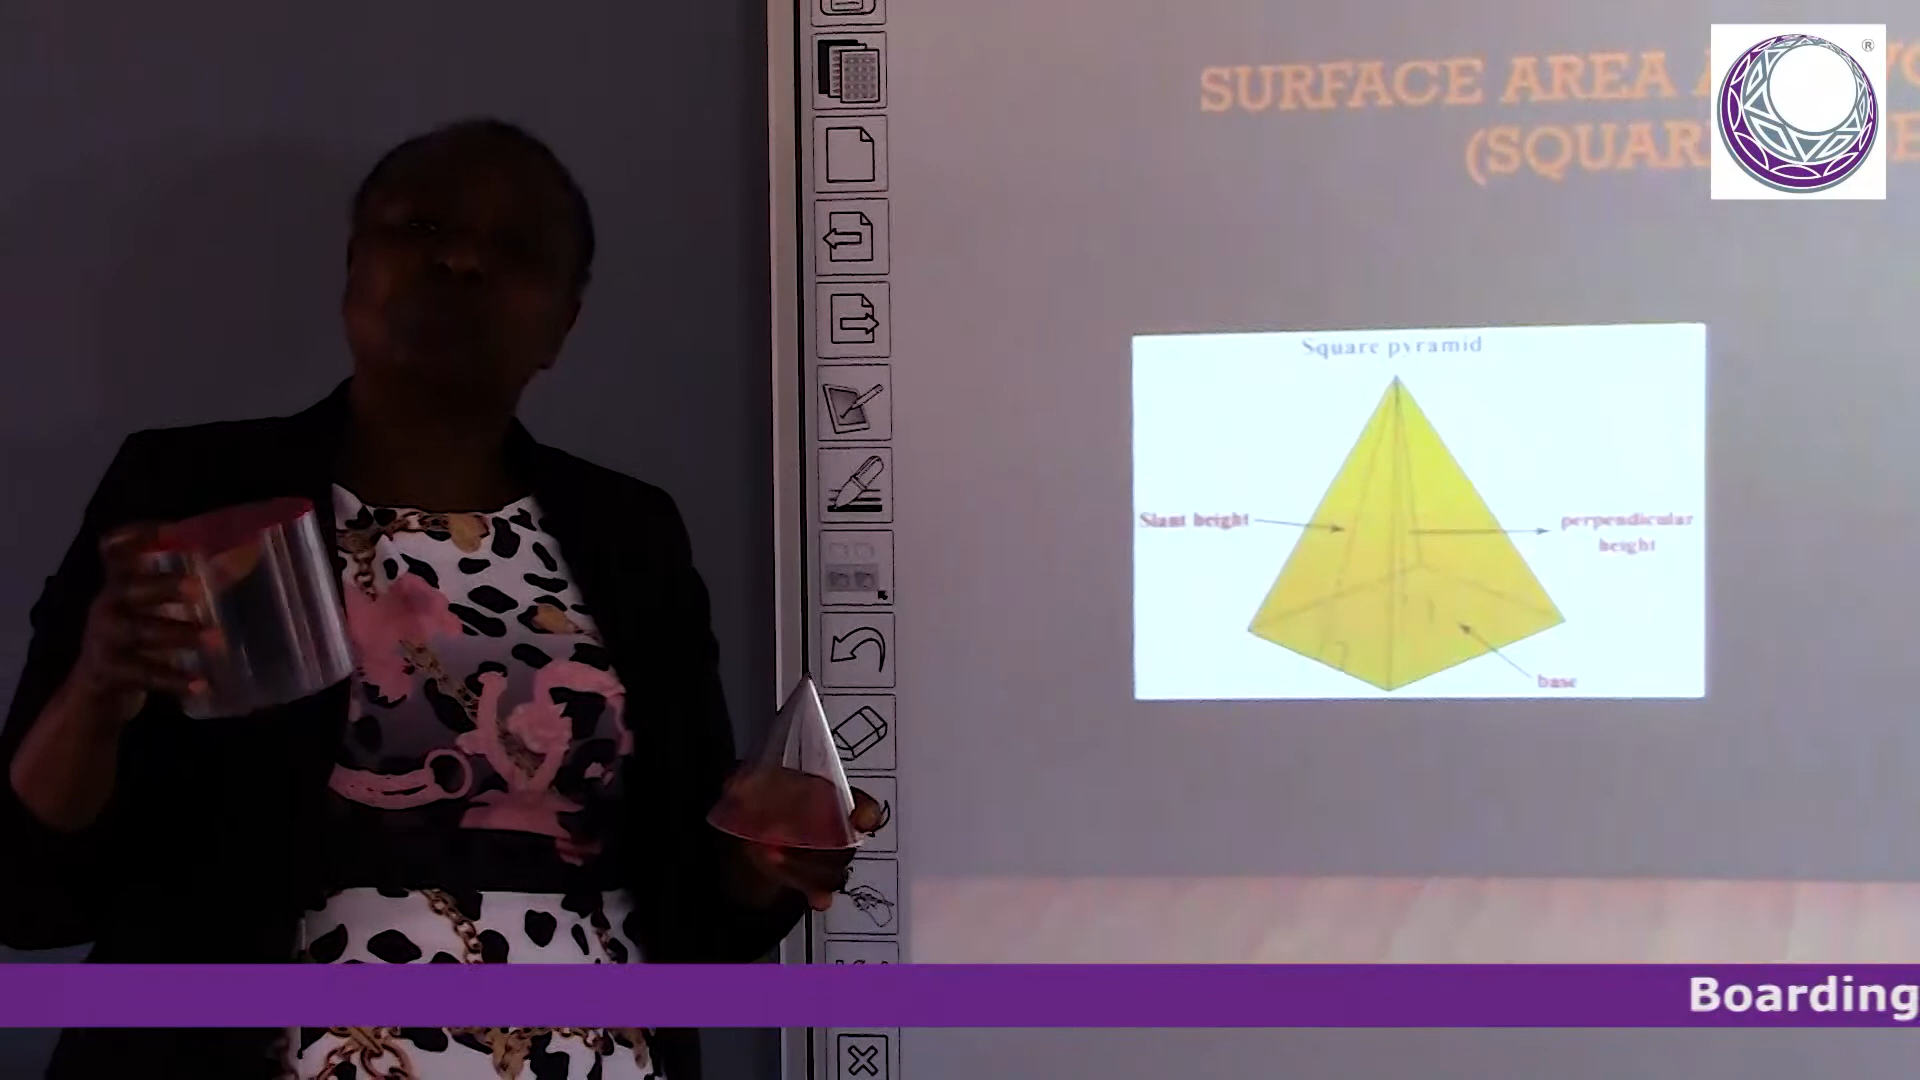 SURFACE AREA
(SQUAR
®
Square pyramid
Slant height
perpendicular
height
base
Boarding